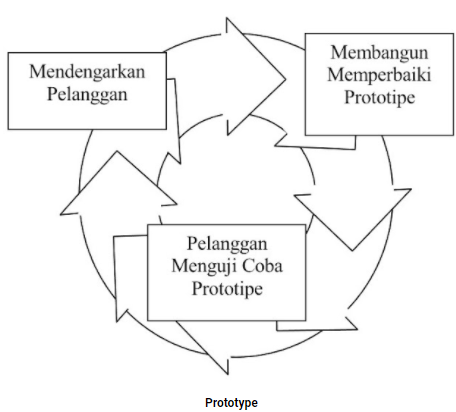 Mendengarkan
Pelanggan
Membangun
Memperbaiki
Prototipe
Pelanggan
Menguji Coba
Prototipe
Prototype